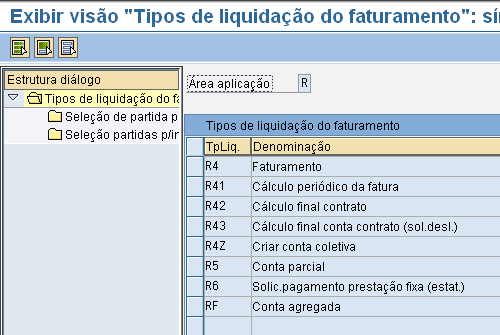 Exibir visão "Tipos de liquidação do faturamento": sí
Estrutura diálogo
Tipos de liquidação do fa
Seleção de partida p
Seleção partidas p/in
Área aplicação R
Tipos de liquidação do faturamento
TpLiq. Denominação
R4 Faturamento
R41 Cálculo periódico da fatura
R42 Cálculo final contrato
R43 Cálculo final conta contrato (sol.desl.)
R4Z Criar conta coletiva
R5 Conta parcial
R6 Solic.pagamento prestação fixa (estat.)
RF Conta agregada